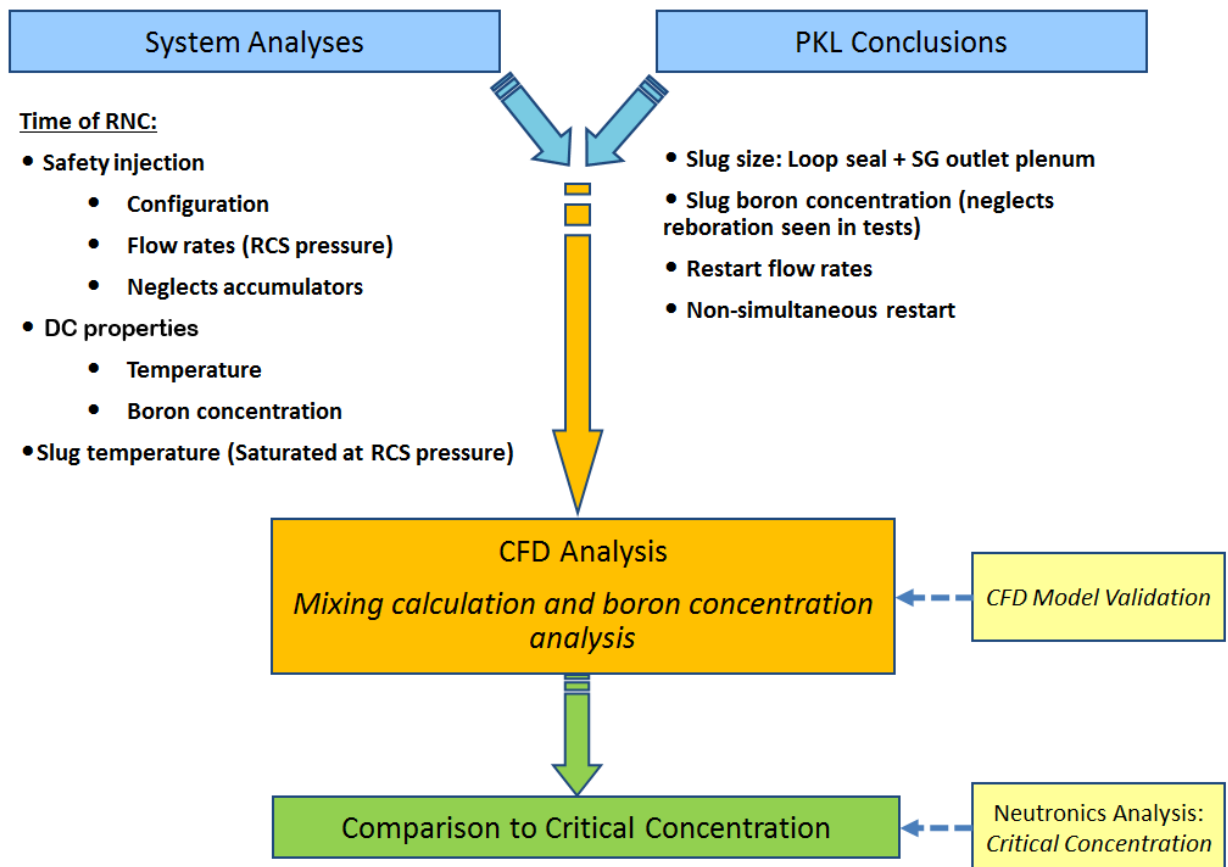 System Analyses
PKL Conclusions
Time of RNC:
• Safety injection
• Configuration
• Flow rates (RCS pressure)
• Neglects accumulators
• DC properties
• Temperature
• Boron concentration
•Slug temperature (Saturated at RCS pressure)
• Slug size: Loop seal + SG outlet plenum
• Slug boron concentration (neglects
reboration seen in tests)
• Restart flow rates
• Non-simultaneous restart
CFD Analysis
Mixing calculation and boron concentration
analysis
CFD Model Validation
Comparison to Critical Concentration
Neutronics Analysis:
Critical Concentration